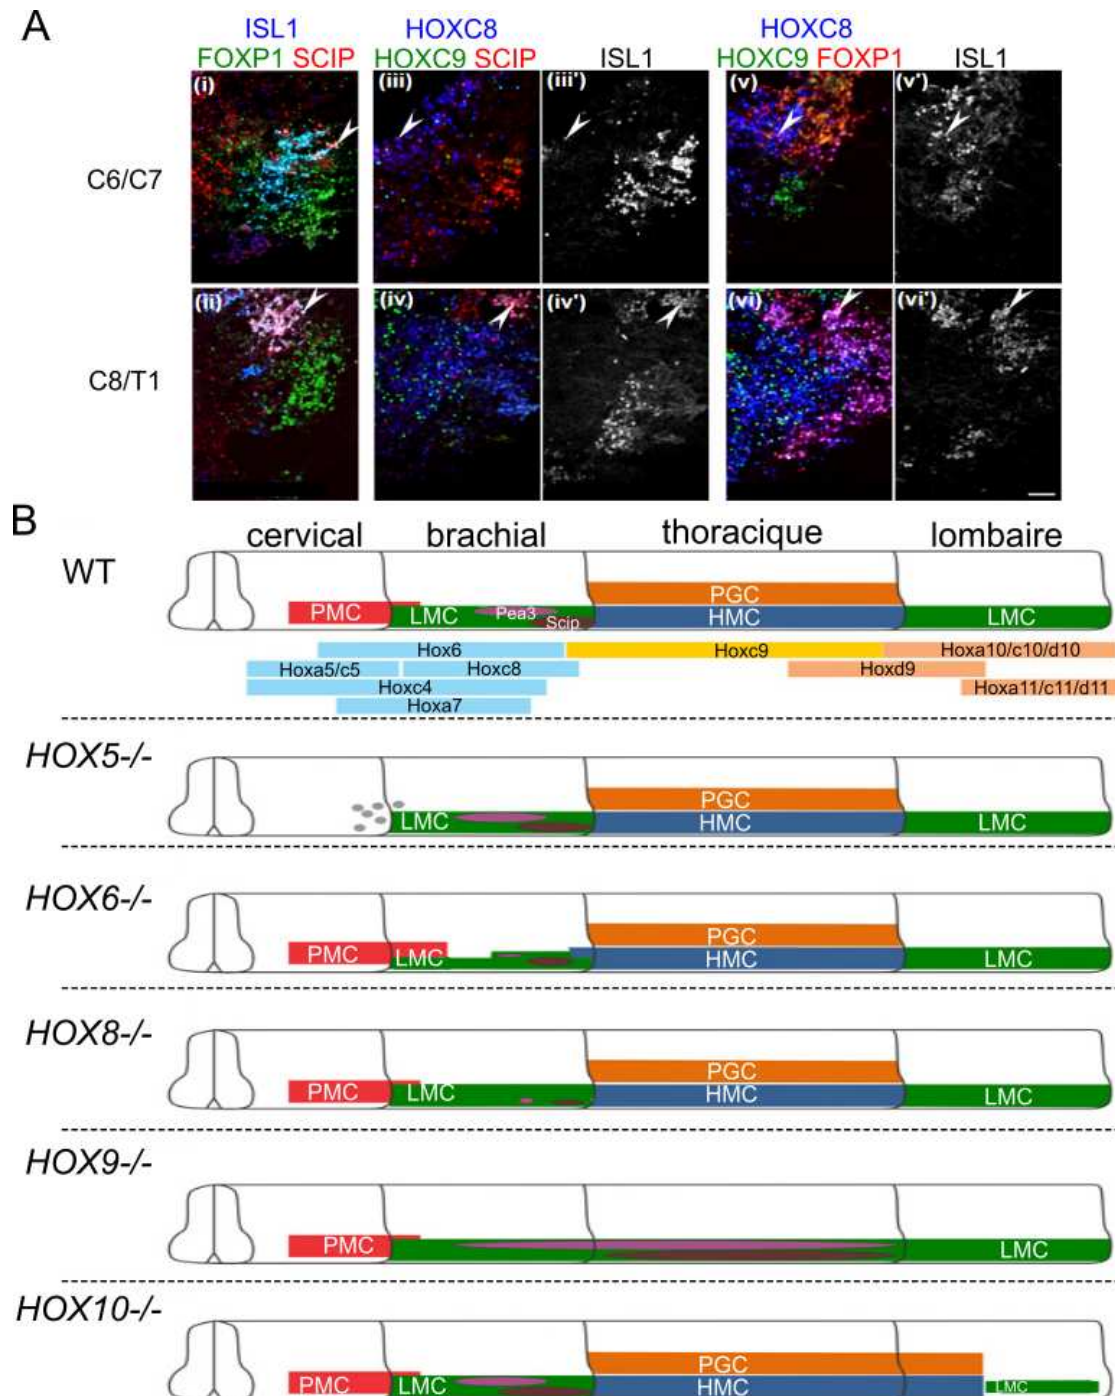 A
ISL1 HOXC8 HOXC8
FOXP1 SCIP HOXC9 SCIP ISL1 HOXC9 FOXP1 ISL1
(i) (iii) (iii') (v) (v')
C6/C7
(ii) (iv) (iv') (vi) (vi')
C8/T1
B
cervical brachial thoracique lombaire
WT
PGC
PMC LMC Pea3 Scip HMC LMC
Hox6 Hoxc9 Hoxa10/c10/d10
Hoxa5/c5 Hoxc8 Hoxd9
Hoxc4 Hoxa11/c11/d11
Hoxa7
HOX5-/-
PGC
LMC HMC LMC
HOX6-/-
PGC
PMC LMC HMC LMC
HOX8-/-
PGC
PMC LMC HMC LMC
HOX9-/-
PMC LMC
HOX10-/-
PGC
PMC LMC HMC LMC